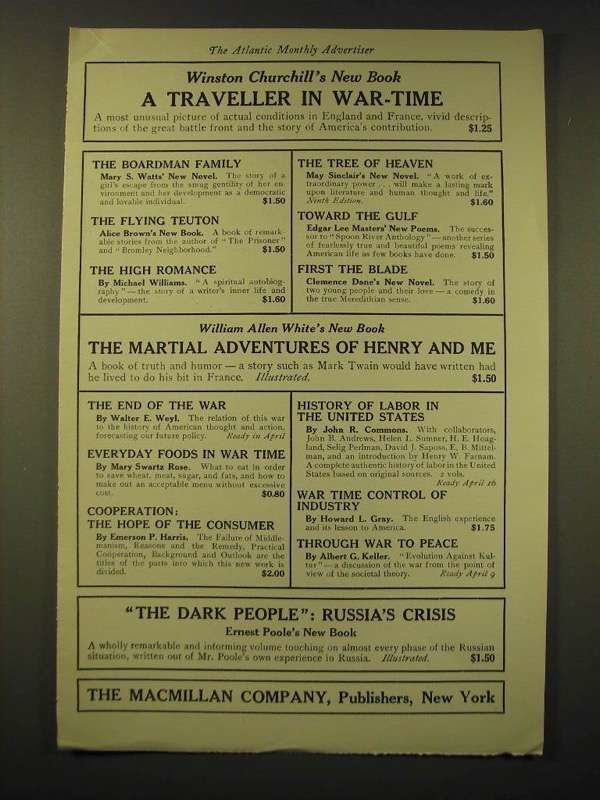 The Atlantic Monthly Advertiser
Winston Churchill's New Book
A TRAVELLER IN WAR-TIME
A most unusual picture of actual conditions in England and France, vivid descrip-
tions of the great battle front and the story of America's contribution. $1.25
THE BOARDMAN FAMILY
Mary S. Watts' New Novel. The story of a
girl's escape from the smug gentility of her en-
vironment and her development as a democratic
and lovable individual. $1.50
THE FLYING TEUTON
Alice Brown's New Book. A book of remark-
able stories from the author of "The Prisoner"
and "Bromley Neighborhood." $1.50
THE HIGH ROMANCE
By Michael Williams. "A spiritual autobiog-
raphy"—the story of a writer's inner life and
development. $1.60
THE TREE OF HEAVEN
May Sinclair's New Novel. "A work of ex-
traordinary power . . . will make a lasting mark
upon literature and human thought and life."
Ninth Edition. $1.60
TOWARD THE GULF
Edgar Lee Masters' New Poems. The succes-
sor to "Spoon River Anthology"—another series
of fearlessly true and beautiful poems revealing
American life as few books have done. $1.50
FIRST THE BLADE
Clemence Dane's New Novel. The story of
two young people and their love—a comedy in
the true Meredithian sense. $1.60
William Allen White's New Book
THE MARTIAL ADVENTURES OF HENRY AND ME
A book of truth and humor — a story such as Mark Twain would have written had
he lived to do his bit in France. Illustrated. $1.50
THE END OF THE WAR
By Walter E. Weyl. The relation of this war
to the history of American thought and action,
forecasting our future policy. Ready in April
EVERYDAY FOODS IN WAR TIME
By Mary Swartz Rose. What to eat in order
to save wheat, meat, sugar, and fats, and how to
make out an acceptable menu without excessive
cost. $0.80
COOPERATION:
THE HOPE OF THE CONSUMER
By Emerson P. Harris. The Failure of Middle-
manism, Reasons and the Remedy, Practical
Cooperation, Background and Outlook are the
titles of the parts into which this new work is
divided. $2.00
HISTORY OF LABOR IN
THE UNITED STATES
By John R. Commons. With collaborators,
John B. Andrews, Helen L. Sumner, H. E. Hoag-
land, Selig Perlman, David J. Saposs, E. B. Mittel-
man, and an introduction by Henry W. Farnam.
A complete authentic history of labor in the United
States based on original sources. 2 vols.
Ready April 16
WAR TIME CONTROL OF
INDUSTRY
By Howard L. Gray. The English experience
and its lesson to America. $1.75
THROUGH WAR TO PEACE
By Albert G. Keller. "Evolution Against Kul-
tur"—a discussion of the war from the point of
view of the societal theory. Ready April 9
"THE DARK PEOPLE": RUSSIA'S CRISIS
Ernest Poole's New Book
A wholly remarkable and informing volume touching on almost every phase of the Russian
situation, written out of Mr. Poole's own experience in Russia. Illustrated. $1.50
THE MACMILLAN COMPANY, Publishers, New York